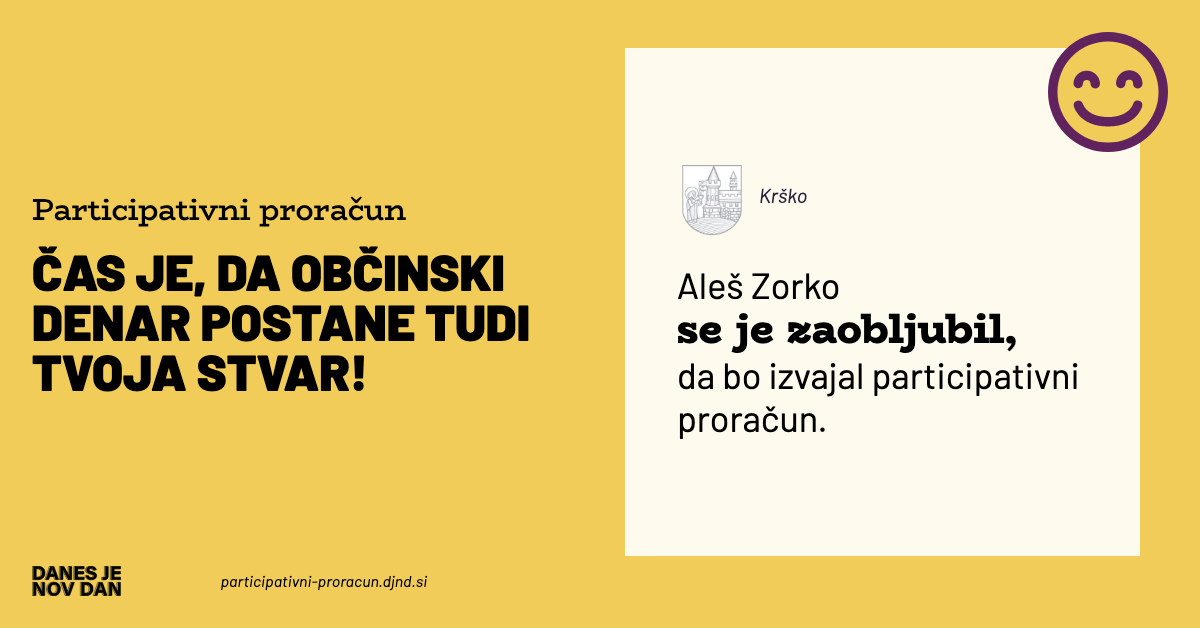 Participativni proračun
ČAS JE, DA OBČINSKI
DENAR POSTANE TUDI
TVOJA STVAR!
DANES JE
NOV DAN
participativni-proracun.djnd.si
Krško
Aleš Zorko
se je zaobljubil,
da bo izvajal participativni
proračun.